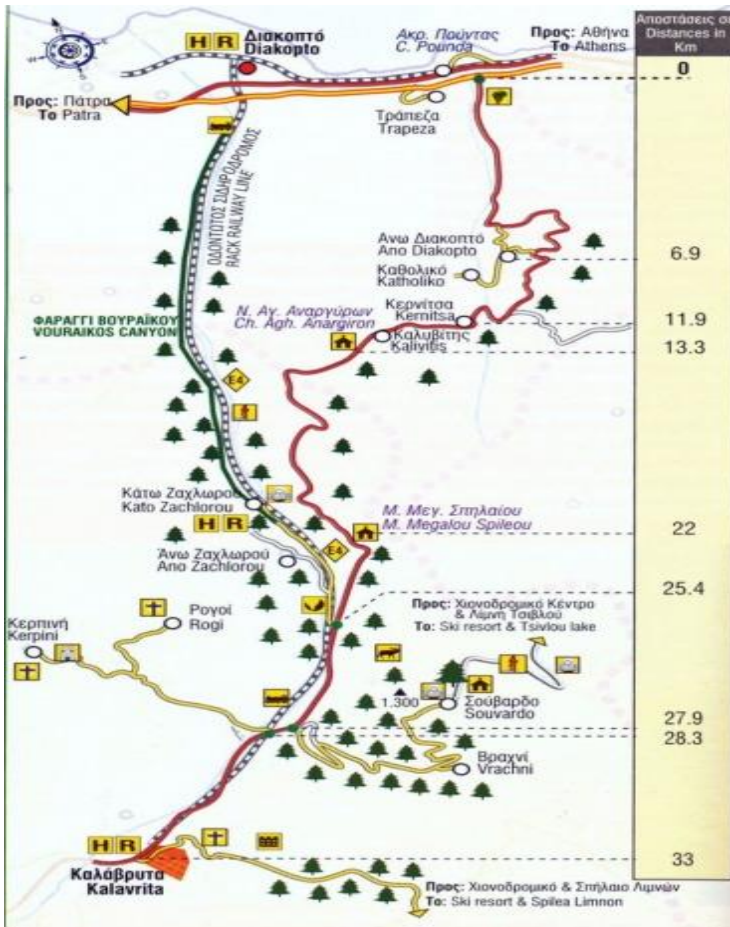 Αποστάσεις σε
Distances in
Km
H R
Διακοπτό
Diakopto
Ακρ. Πούντας
C. Pounda
Προς: Αθήνα
To Athens
0
Προς: Πάτρα
To Patra
Τράπεζα
Trapeza
ΟΔΟΝΤΩΤΟΣ ΣΙΔΗΡΟΔΡΟΜΟΣ
RACK RAILWAY LINE
Ανω Διακοπτό
Ano Diakopto
6.9
Καθολικό
Katholiko
Κερνίτσα
Kernitsa
11.9
Ν. Αγ. Αναργύρων
Ch. Agh. Anargiron
ΦΑΡΑΓΓΙ ΒΟΥΡΑΪΚΟΥ
VOURAIKOS CANYON
Καλυβίτης
Kalivitis
13.3
E4
Κάτω Ζαχλωρού
Kato Zachlorou
H R
Μ. Μεγ. Σπηλαίου
M. Megalou Spileou
22
E4
Άνω Ζαχλωρού
Ano Zachlorou
25.4
Προς: Χιονοδρομικό Κέντρο
& Λίμνη Τσιβλού
To: Ski resort & Tsivlou lake
Ρογοί
Rogi
Κερπινή
Kerpini
1.300
Σούβαρδο
Souvardo
27.9
28.3
Βραχνί
Vrachni
H R
33
Καλάβρυτα
Kalavrita
Προς: Χιονοδρομικό & Σπήλαιο Λιμνών
To: Ski resort & Spilea Limnon